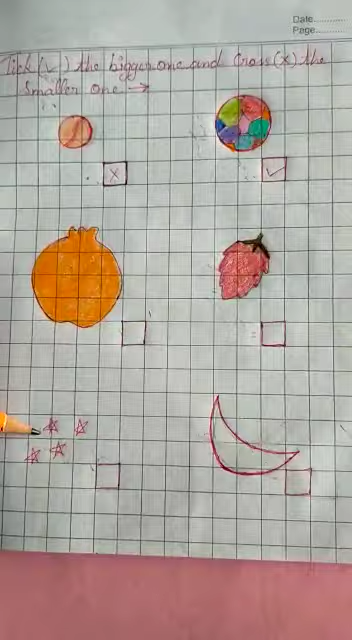 Date.............
Page.............
Tick (✓) the bigger one and Cross (x) the
smaller one →
x
✓